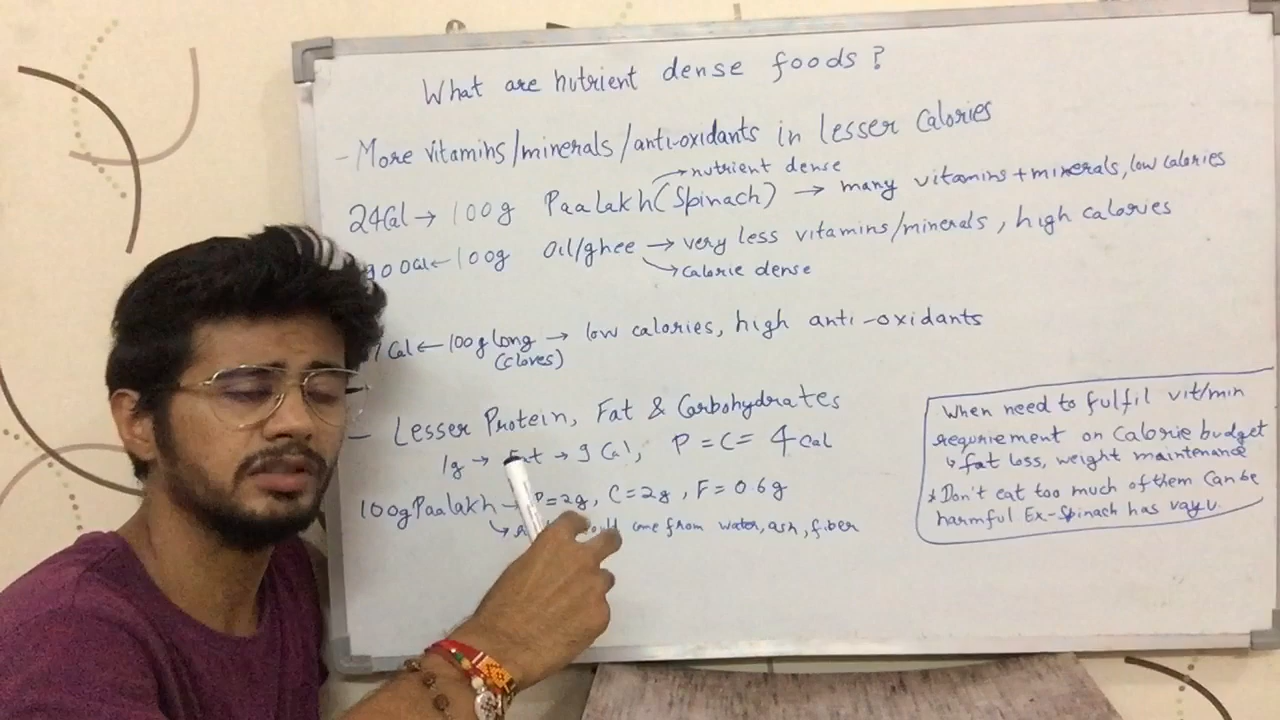 What are nutrient dense foods?
- More vitamins/minerals/anti-oxidants in lesser Calories
→ nutrient dense
24Cal → 100g Paalakh (Spinach) → many vitamins + minerals, low calories
900Cal ← 100g Oil/ghee → very less vitamins/minerals, high calories
→ calorie dense
Cal ← 100g long → low calories, high anti-oxidants
(cloves)
- Lesser Protein, Fat & Carbohydrates
1g → Fat → 9 Cal, P = C = 4 Cal
100g Paalakh → P=2g, C=2g, F=0.6g
come from water, ash, fiber
When need to fulfil vit/min
requriement on Calorie budget
↳ fat loss, weight maintenance
* Don't eat too much of them Can be
harmful Ex-Spinach has vayu.